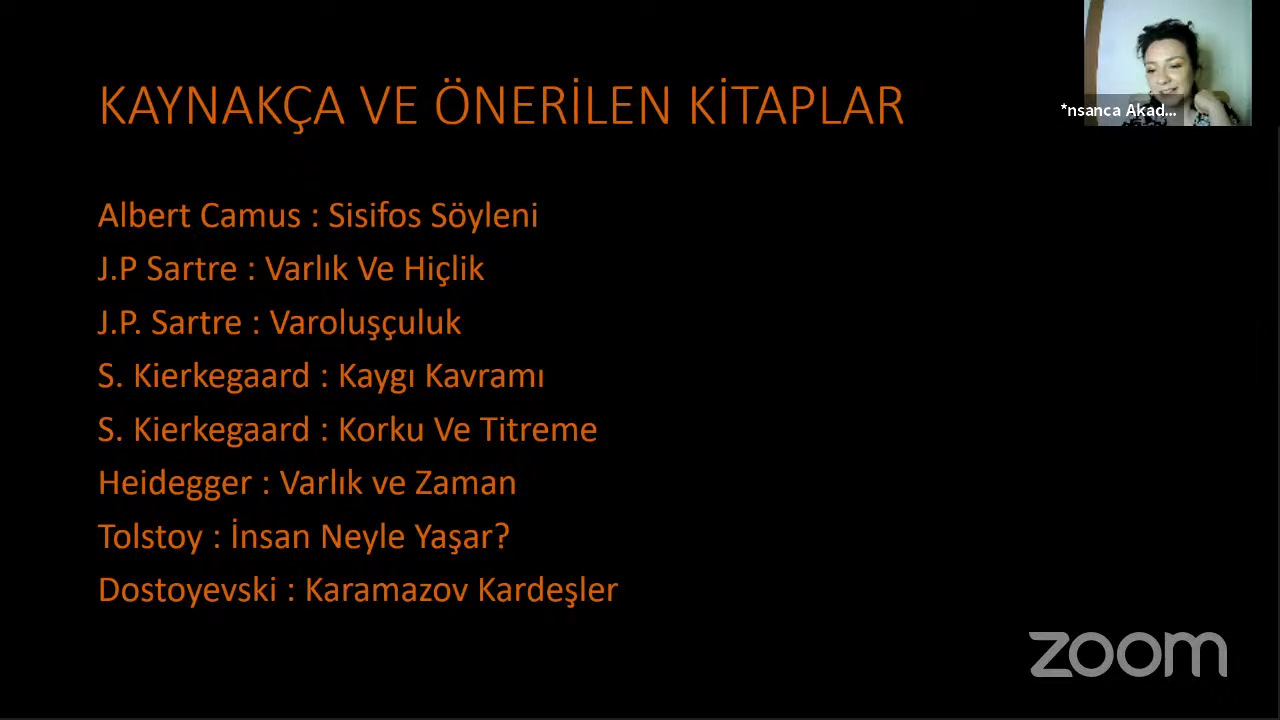 KAYNAKÇA VE ÖNERİLEN KİTAPLAR
*nsanca Akad...
Albert Camus : Sisifos Söyleni
J.P Sartre : Varlık Ve Hiçlik
J.P. Sartre : Varoluşçuluk
S. Kierkegaard : Kaygı Kavramı
S. Kierkegaard : Korku Ve Titreme
Heidegger : Varlık ve Zaman
Tolstoy : İnsan Neyle Yaşar?
Dostoyevski : Karamazov Kardeşler
zoom